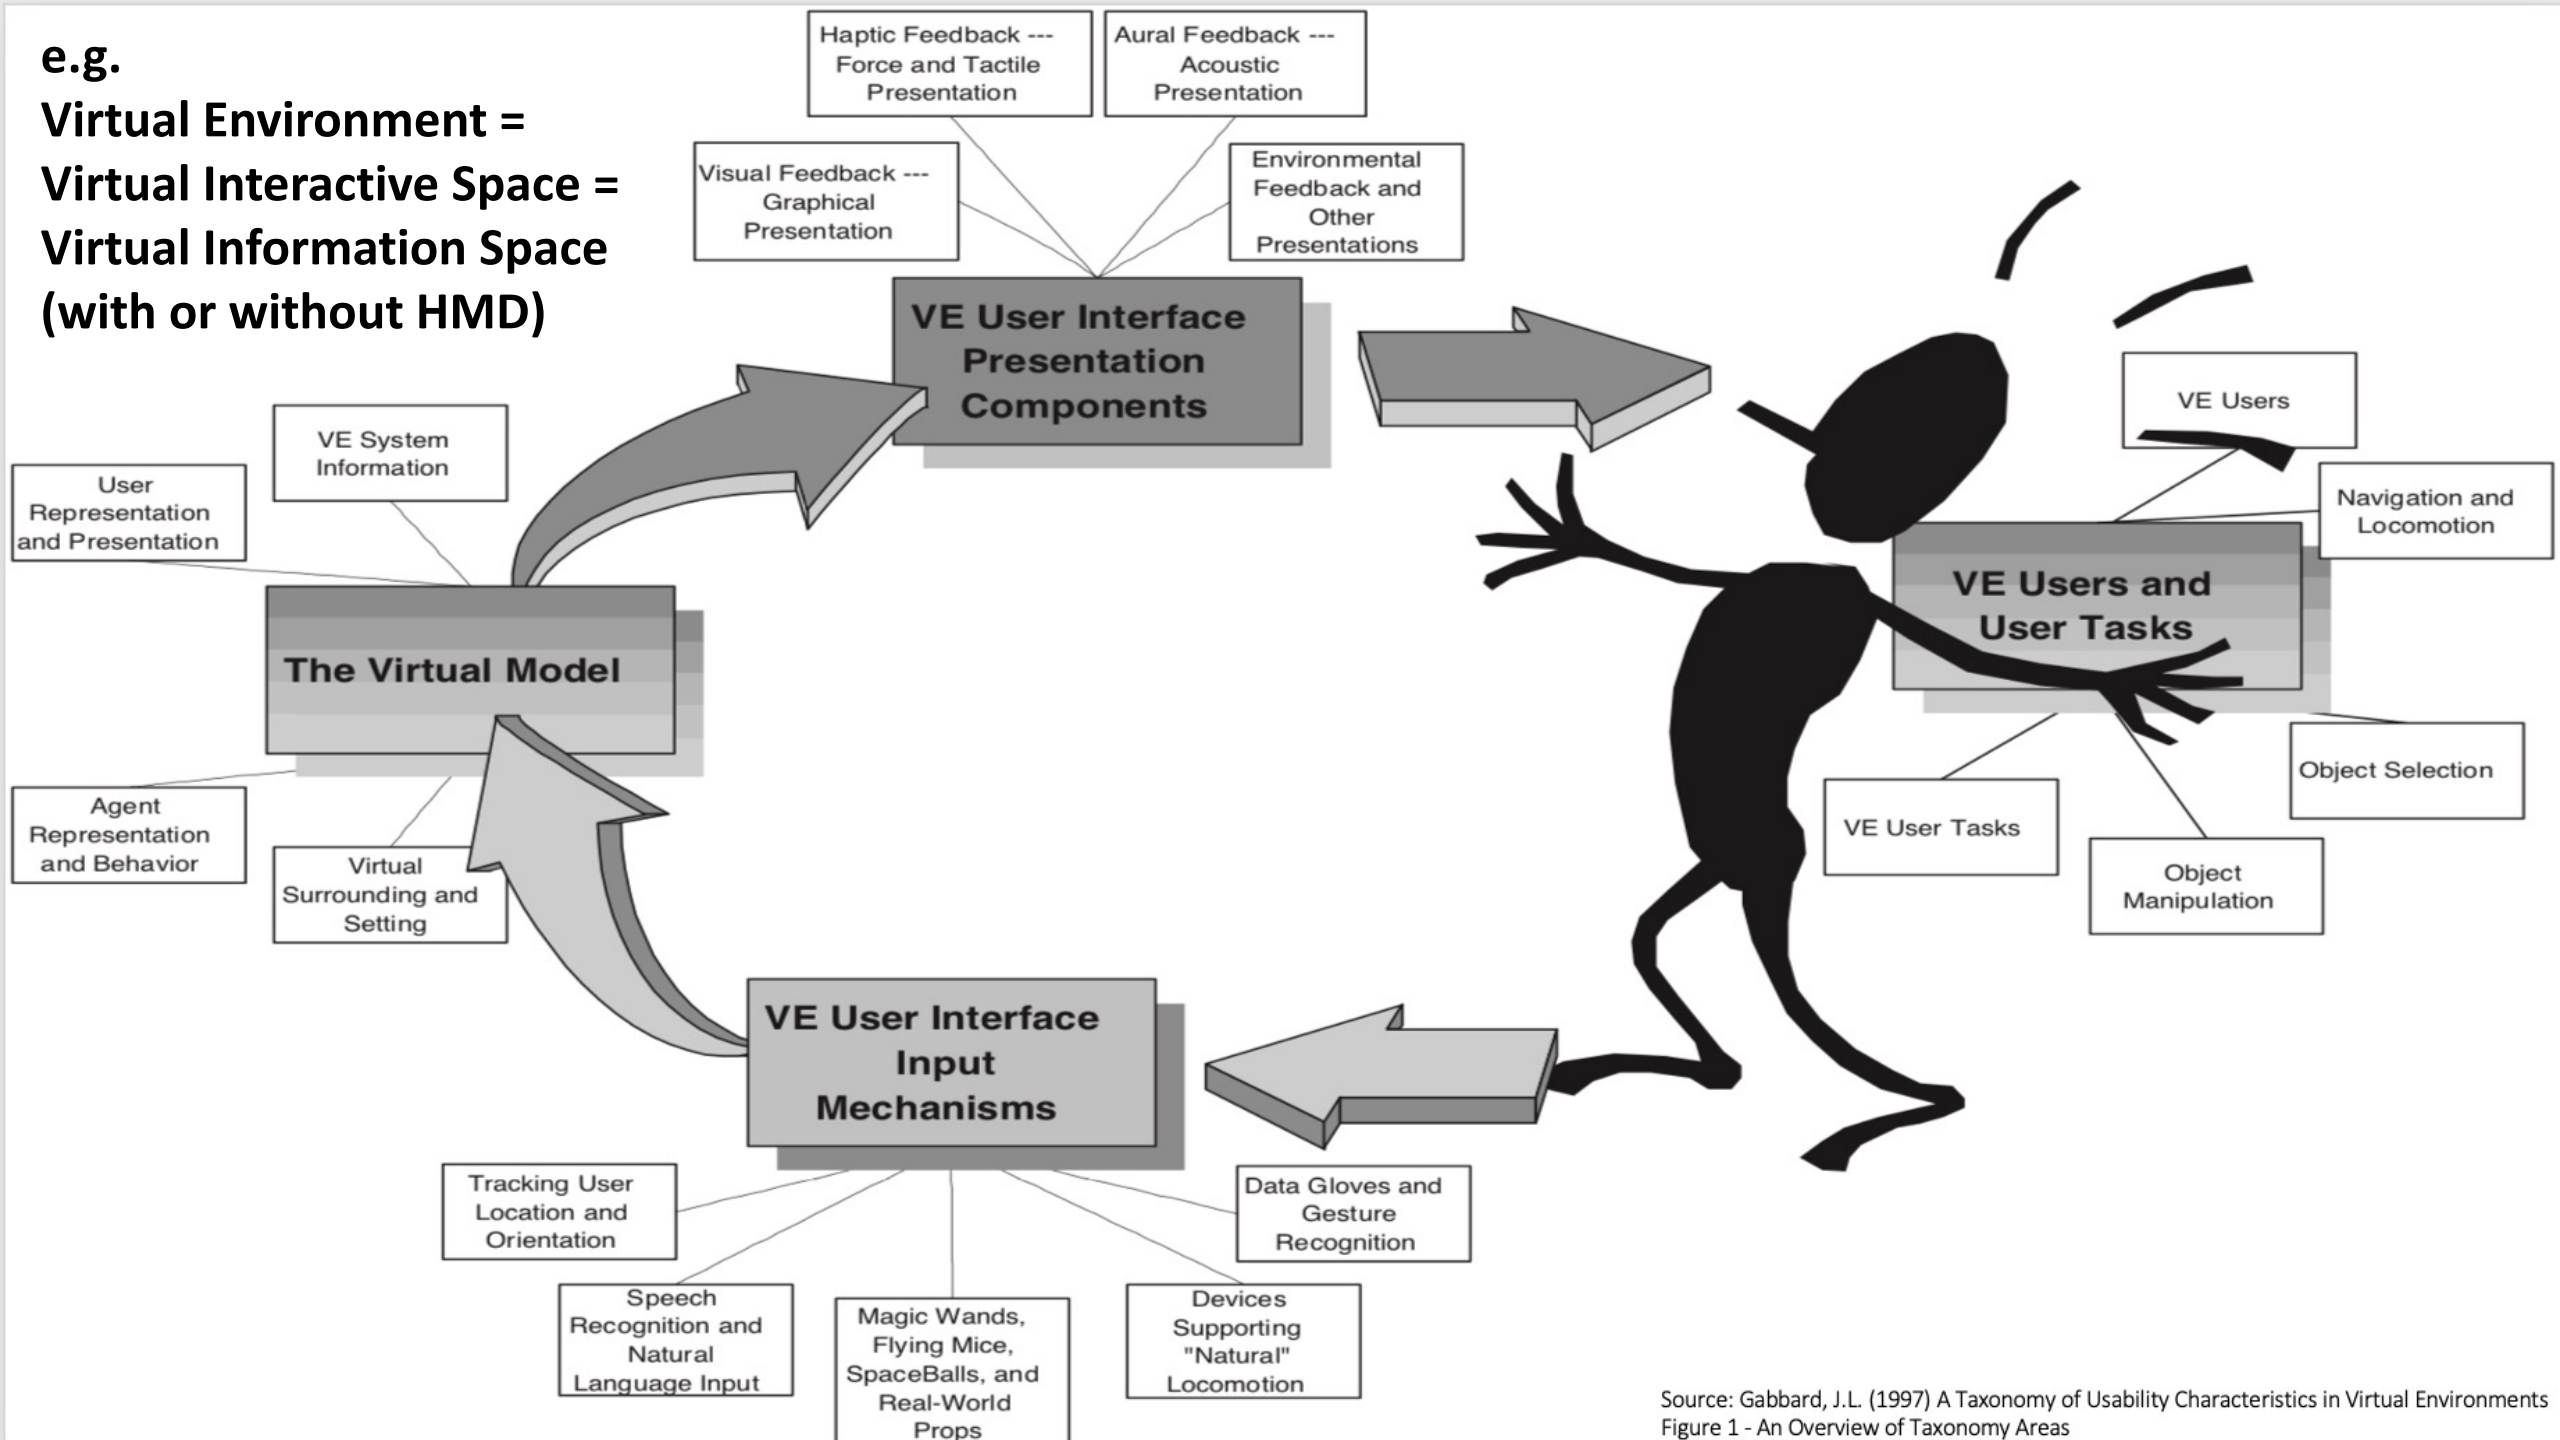 e.g.
Virtual Environment =
Virtual Interactive Space =
Virtual Information Space
(with or without HMD)
Haptic Feedback ---
Force and Tactile
Presentation
Aural Feedback ---
Acoustic
Presentation
Visual Feedback ---
Graphical
Presentation
Environmental
Feedback and
Other
Presentations
VE User Interface
Presentation
Components
VE System
Information
User
Representation
and Presentation
The Virtual Model
Agent
Representation
and Behavior
Virtual
Surrounding and
Setting
VE Users
Navigation and
Locomotion
VE Users and
User Tasks
Object Selection
VE User Tasks
Object
Manipulation
VE User Interface
Input
Mechanisms
Tracking User
Location and
Orientation
Speech
Recognition and
Natural
Language Input
Magic Wands,
Flying Mice,
SpaceBalls, and
Real-World
Props
Devices
Supporting
"Natural"
Locomotion
Data Gloves and
Gesture
Recognition
Source: Gabbard, J.L. (1997) A Taxonomy of Usability Characteristics in Virtual Environments
Figure 1 - An Overview of Taxonomy Areas